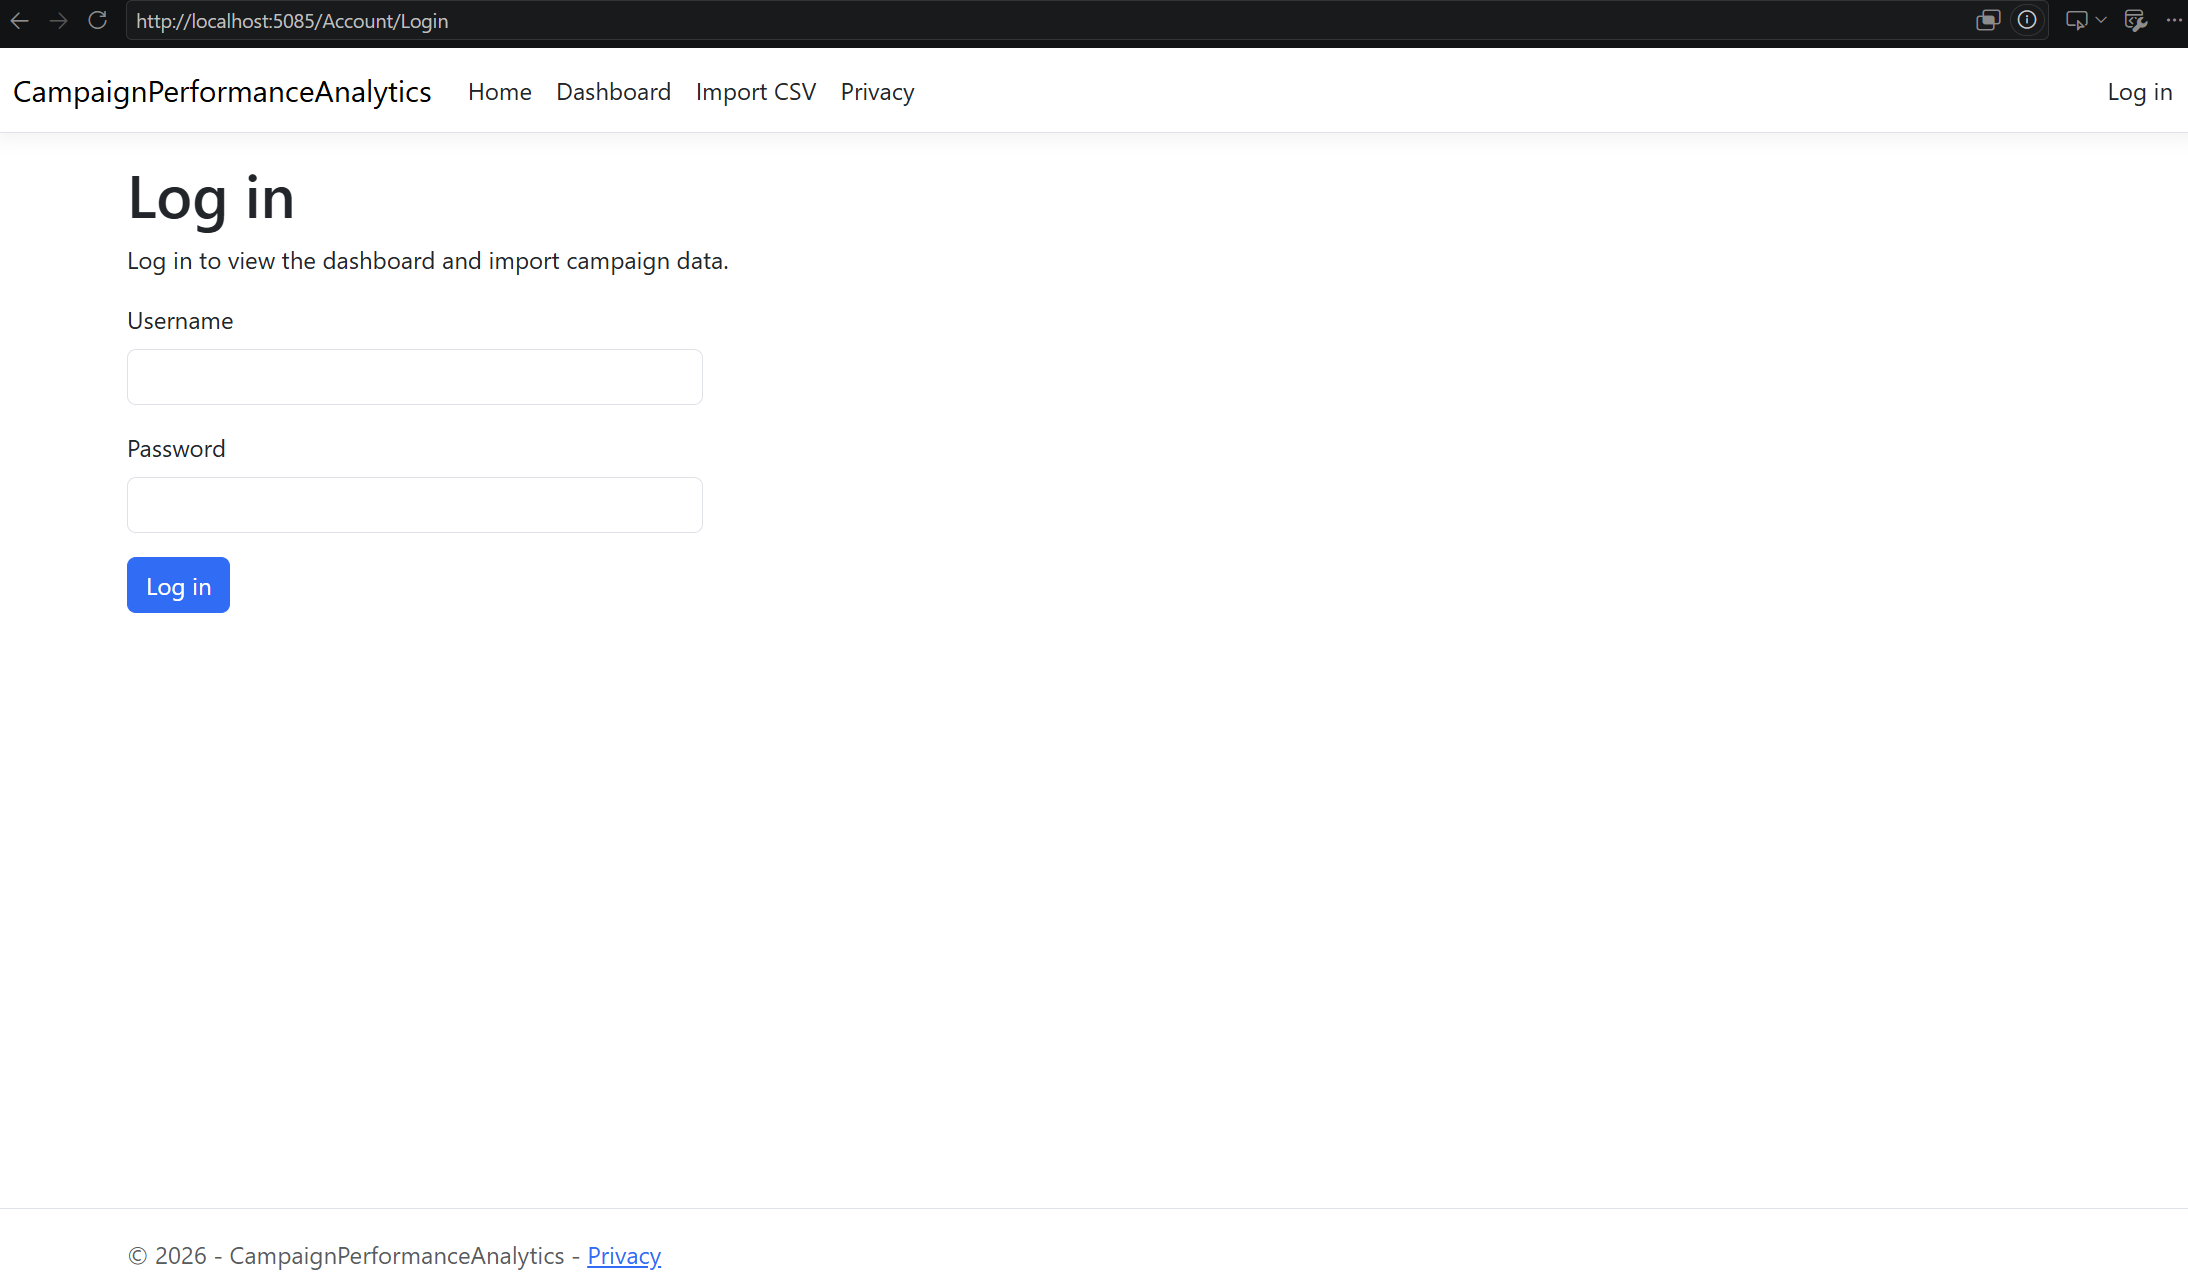 http://localhost:5085/Account/Login
CampaignPerformanceAnalytics Home Dashboard Import CSV Privacy Log in
Log in
Log in to view the dashboard and import campaign data.
Username
Password
Log in
© 2026 - CampaignPerformanceAnalytics - Privacy